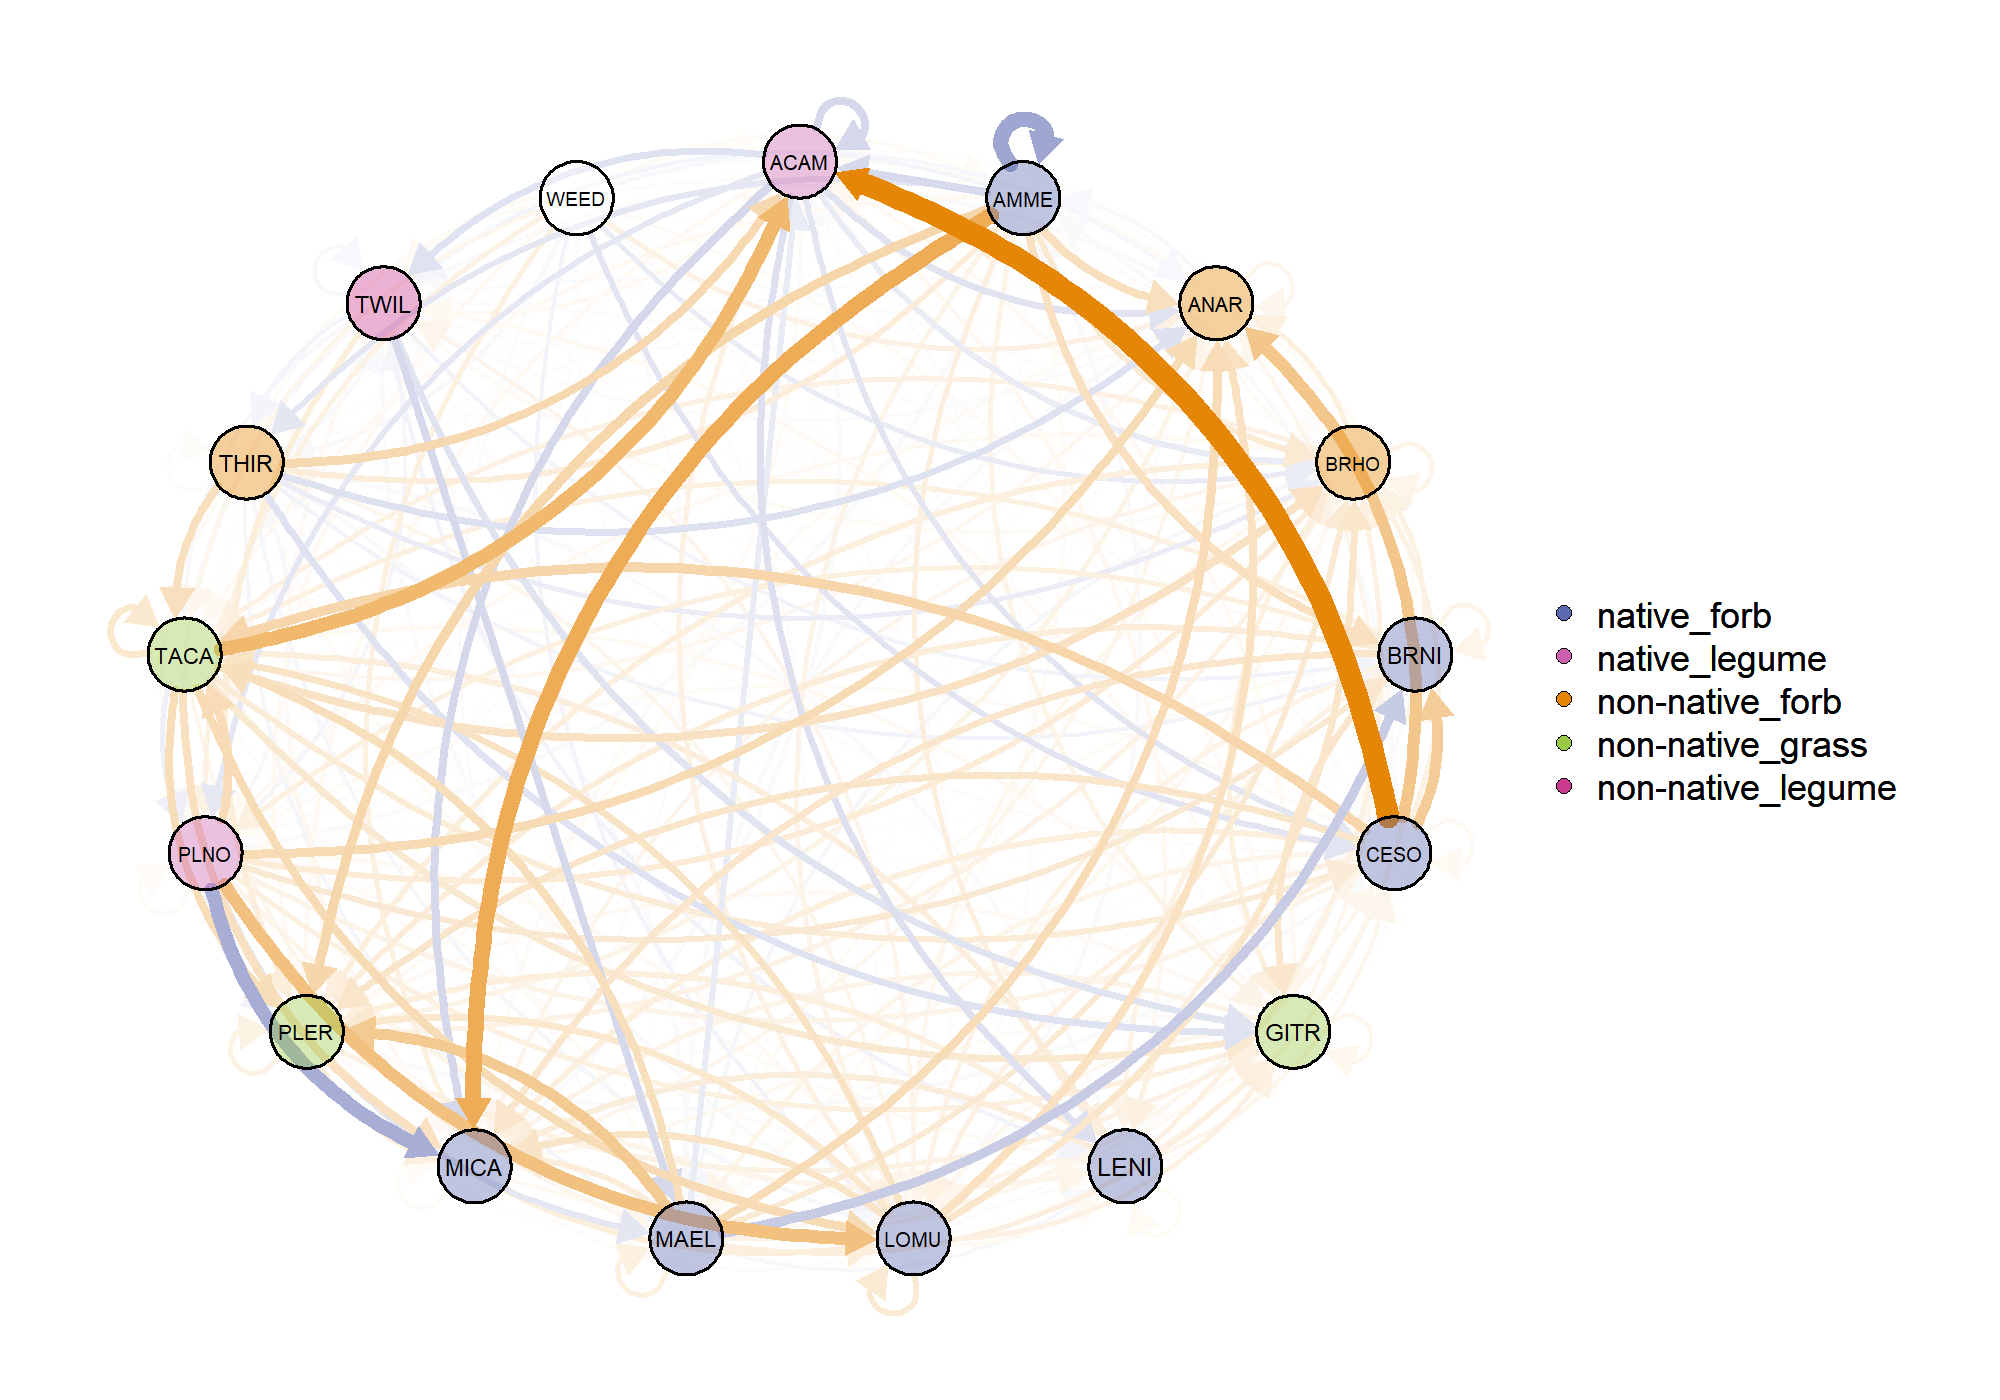 ACAM
AMME
WEED
TWIL
ANAR
THIR
BRHO
TACA
BRNI
PLNO
CESO
PLER
GITR
MICA
LENI
MAEL
LOMU
native_forb
native_legume
non-native_forb
non-native_grass
non-native_legume